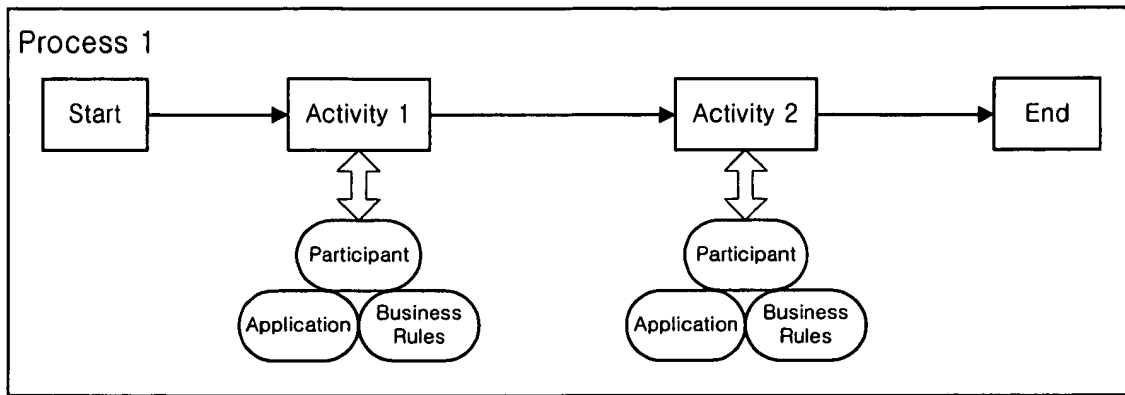 Process 1
Start
Activity 1
Activity 2
End
Participant
Application
Business
Rules
Participant
Application
Business
Rules